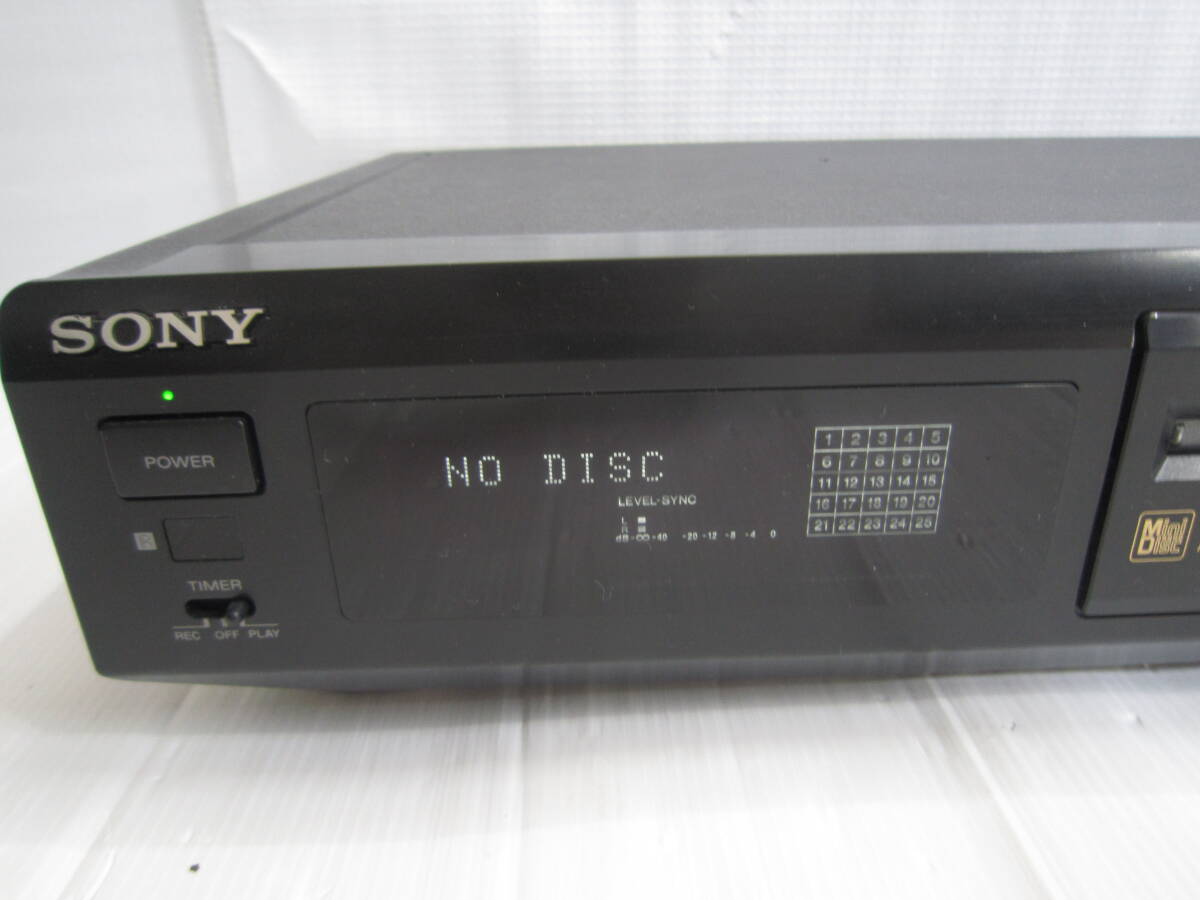 SONY
POWER
R
TIMER
REC OFF PLAY
NO DISC
LEVEL-SYNC
L
R
dB -∞ -40 -20 -12 -8 -4 0
1 2 3 4 5
6 7 8 9 10
11 12 13 14 15
16 17 18 19 20
21 22 23 24 25
Mini
Disc